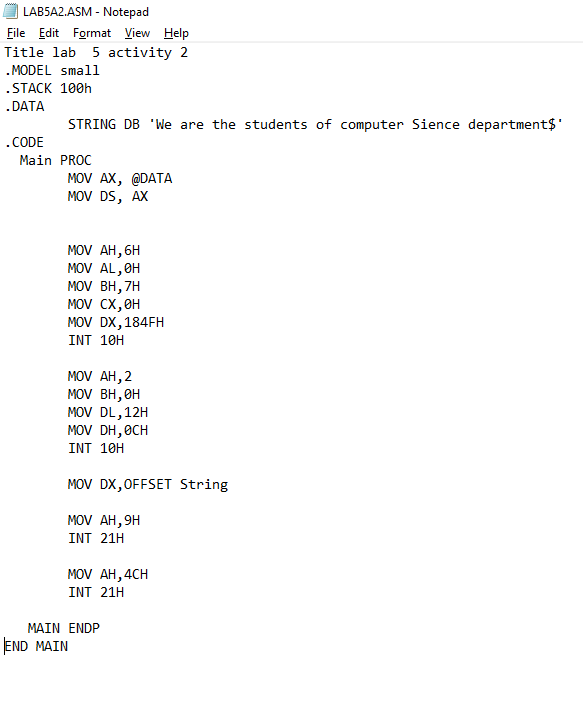 LAB5A2.ASM - Notepad
File Edit Format View Help
Title lab  5 activity 2
.MODEL small
.STACK 100h
.DATA
        STRING DB 'We are the students of computer Sience department$'
.CODE
  Main PROC
        MOV AX, @DATA
        MOV DS, AX
        MOV AH,6H
        MOV AL,0H
        MOV BH,7H
        MOV CX,0H
        MOV DX,184FH
        INT 10H
        MOV AH,2
        MOV BH,0H
        MOV DL,12H
        MOV DH,0CH
        INT 10H
        MOV DX,OFFSET String
        MOV AH,9H
        INT 21H
        MOV AH,4CH
        INT 21H
   MAIN ENDP
END MAIN